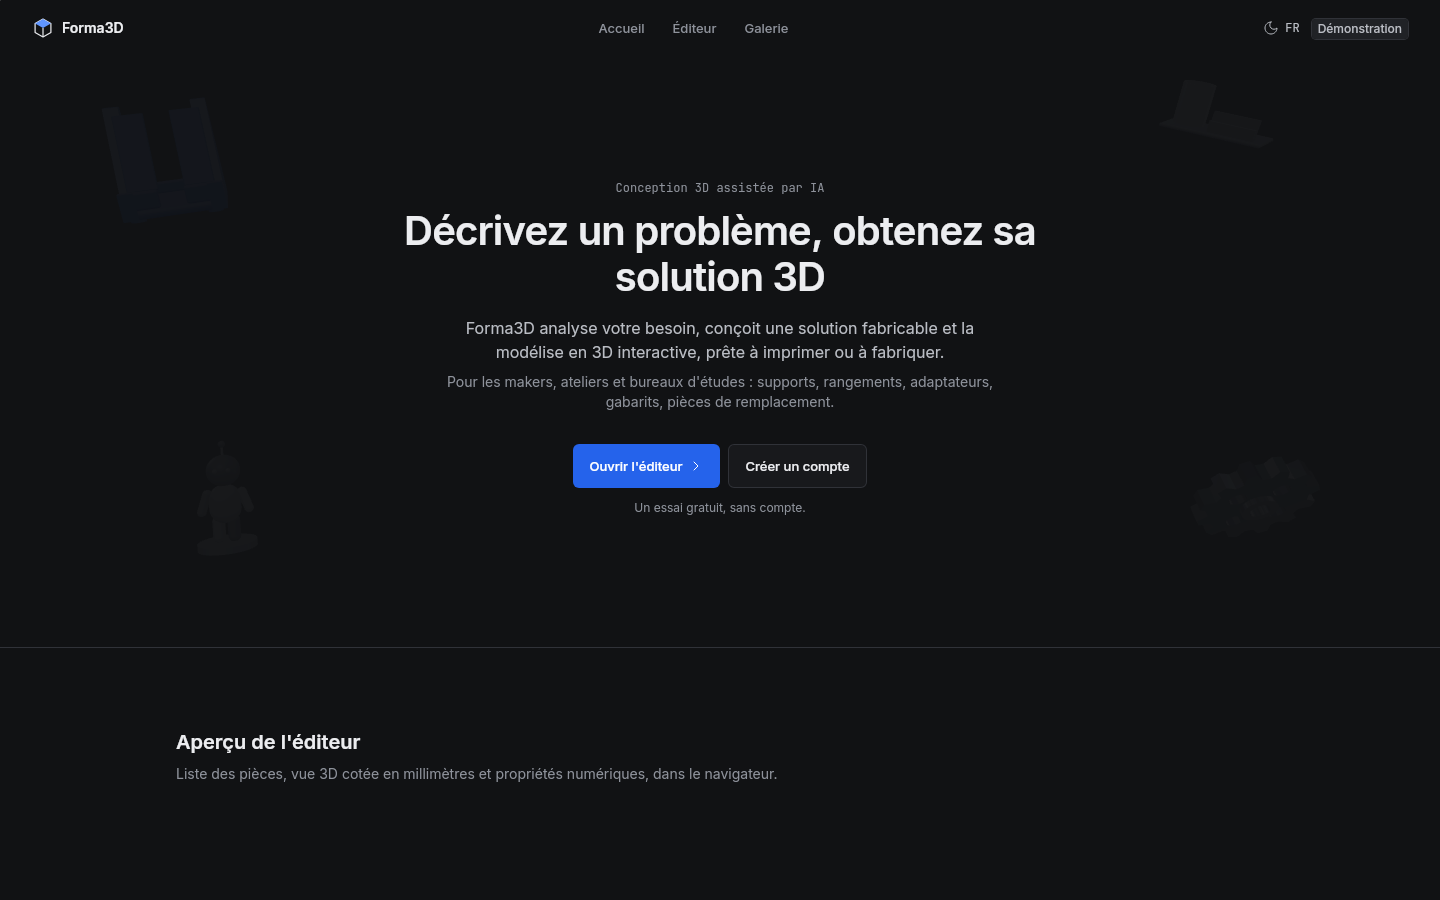 Forma3D
Accueil
Éditeur
Galerie
FR
Démonstration
Conception 3D assistée par IA
Décrivez un problème, obtenez sa
solution 3D
Forma3D analyse votre besoin, conçoit une solution fabricable et la
modélise en 3D interactive, prête à imprimer ou à fabriquer.
Pour les makers, ateliers et bureaux d'études : supports, rangements, adaptateurs,
gabarits, pièces de remplacement.
Ouvrir l'éditeur
Créer un compte
Un essai gratuit, sans compte.
Aperçu de l'éditeur
Liste des pièces, vue 3D cotée en millimètres et propriétés numériques, dans le navigateur.